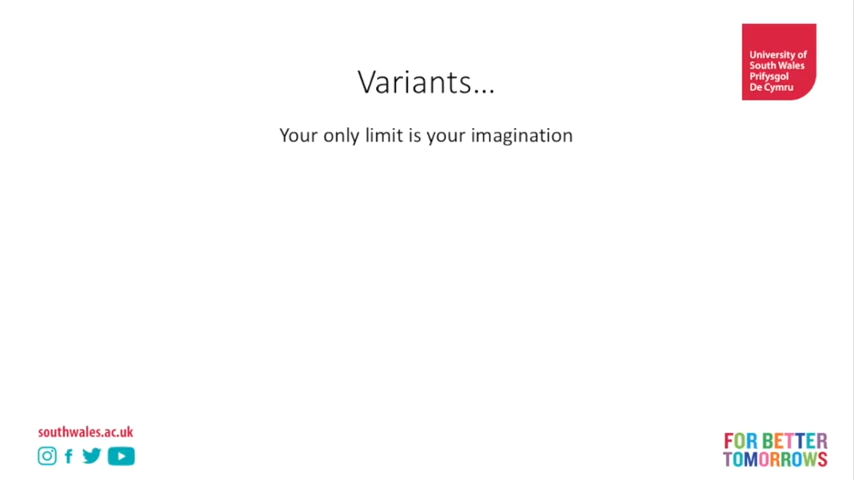 University of
South Wales
Prifysgol
De Cymru
Variants...
Your only limit is your imagination
southwales.ac.uk
FOR BETTER
TOMORROWS